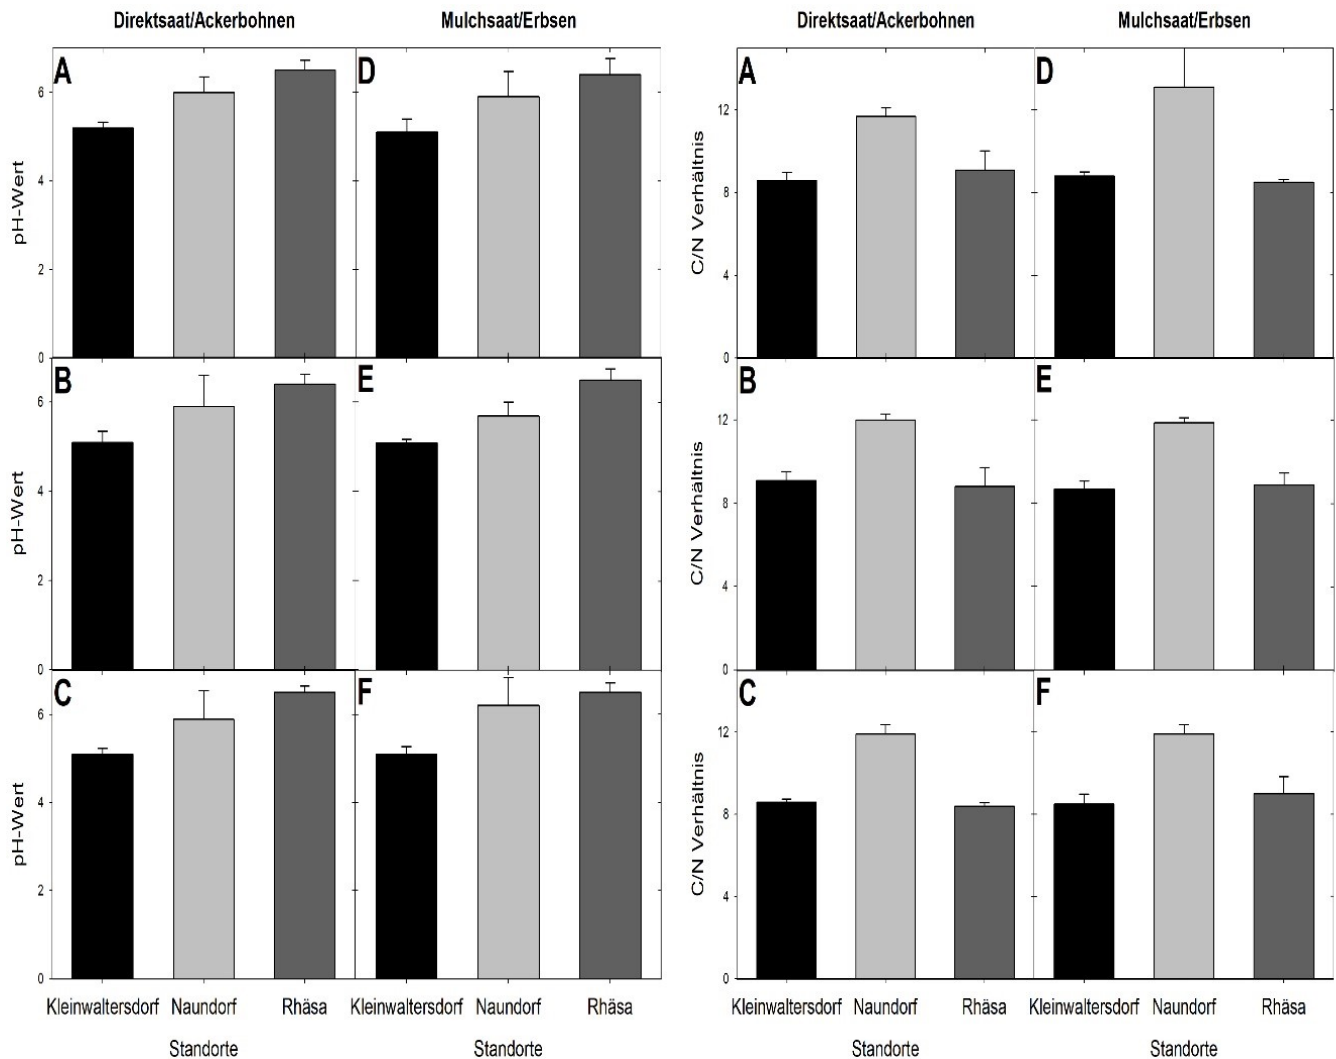 Direktsaat/Ackerbohnen Mulchsaat/Erbsen
A D
pH-Wert
6
4
2
0
B E
pH-Wert
6
4
2
0
C F
pH-Wert
6
4
2
0
Kleinwaltersdorf Naundorf Rhäsa Kleinwaltersdorf Naundorf Rhäsa
Standorte Standorte
Direktsaat/Ackerbohnen Mulchsaat/Erbsen
A D
C/N Verhältnis
12
8
4
0
B E
C/N Verhältnis
12
8
4
0
C F
C/N Verhältnis
12
8
4
0
Kleinwaltersdorf Naundorf Rhäsa Kleinwaltersdorf Naundorf Rhäsa
Standorte Standorte